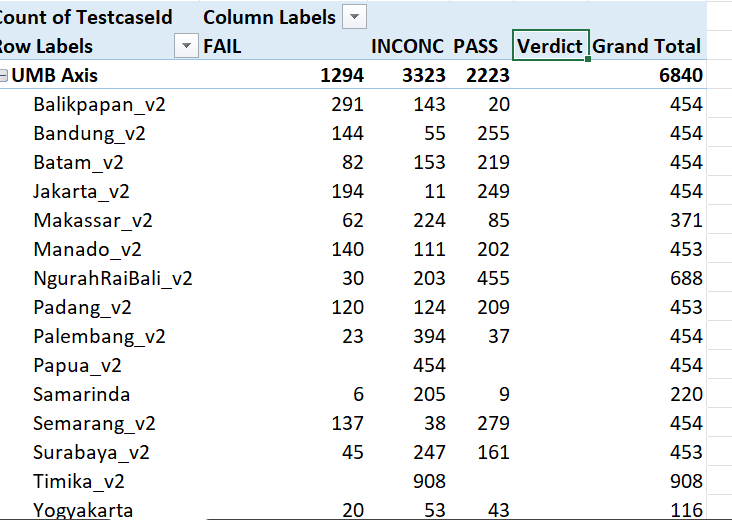 Count of TestcaseId Column Labels
Row Labels FAIL INCONC PASS Verdict Grand Total
UMB Axis 1294 3323 2223 6840
Balikpapan_v2 291 143 20 454
Bandung_v2 144 55 255 454
Batam_v2 82 153 219 454
Jakarta_v2 194 11 249 454
Makassar_v2 62 224 85 371
Manado_v2 140 111 202 453
NgurahRaiBali_v2 30 203 455 688
Padang_v2 120 124 209 453
Palembang_v2 23 394 37 454
Papua_v2 454 454
Samarinda 6 205 9 220
Semarang_v2 137 38 279 454
Surabaya_v2 45 247 161 453
Timika_v2 908 908
Yogyakarta 20 53 43 116